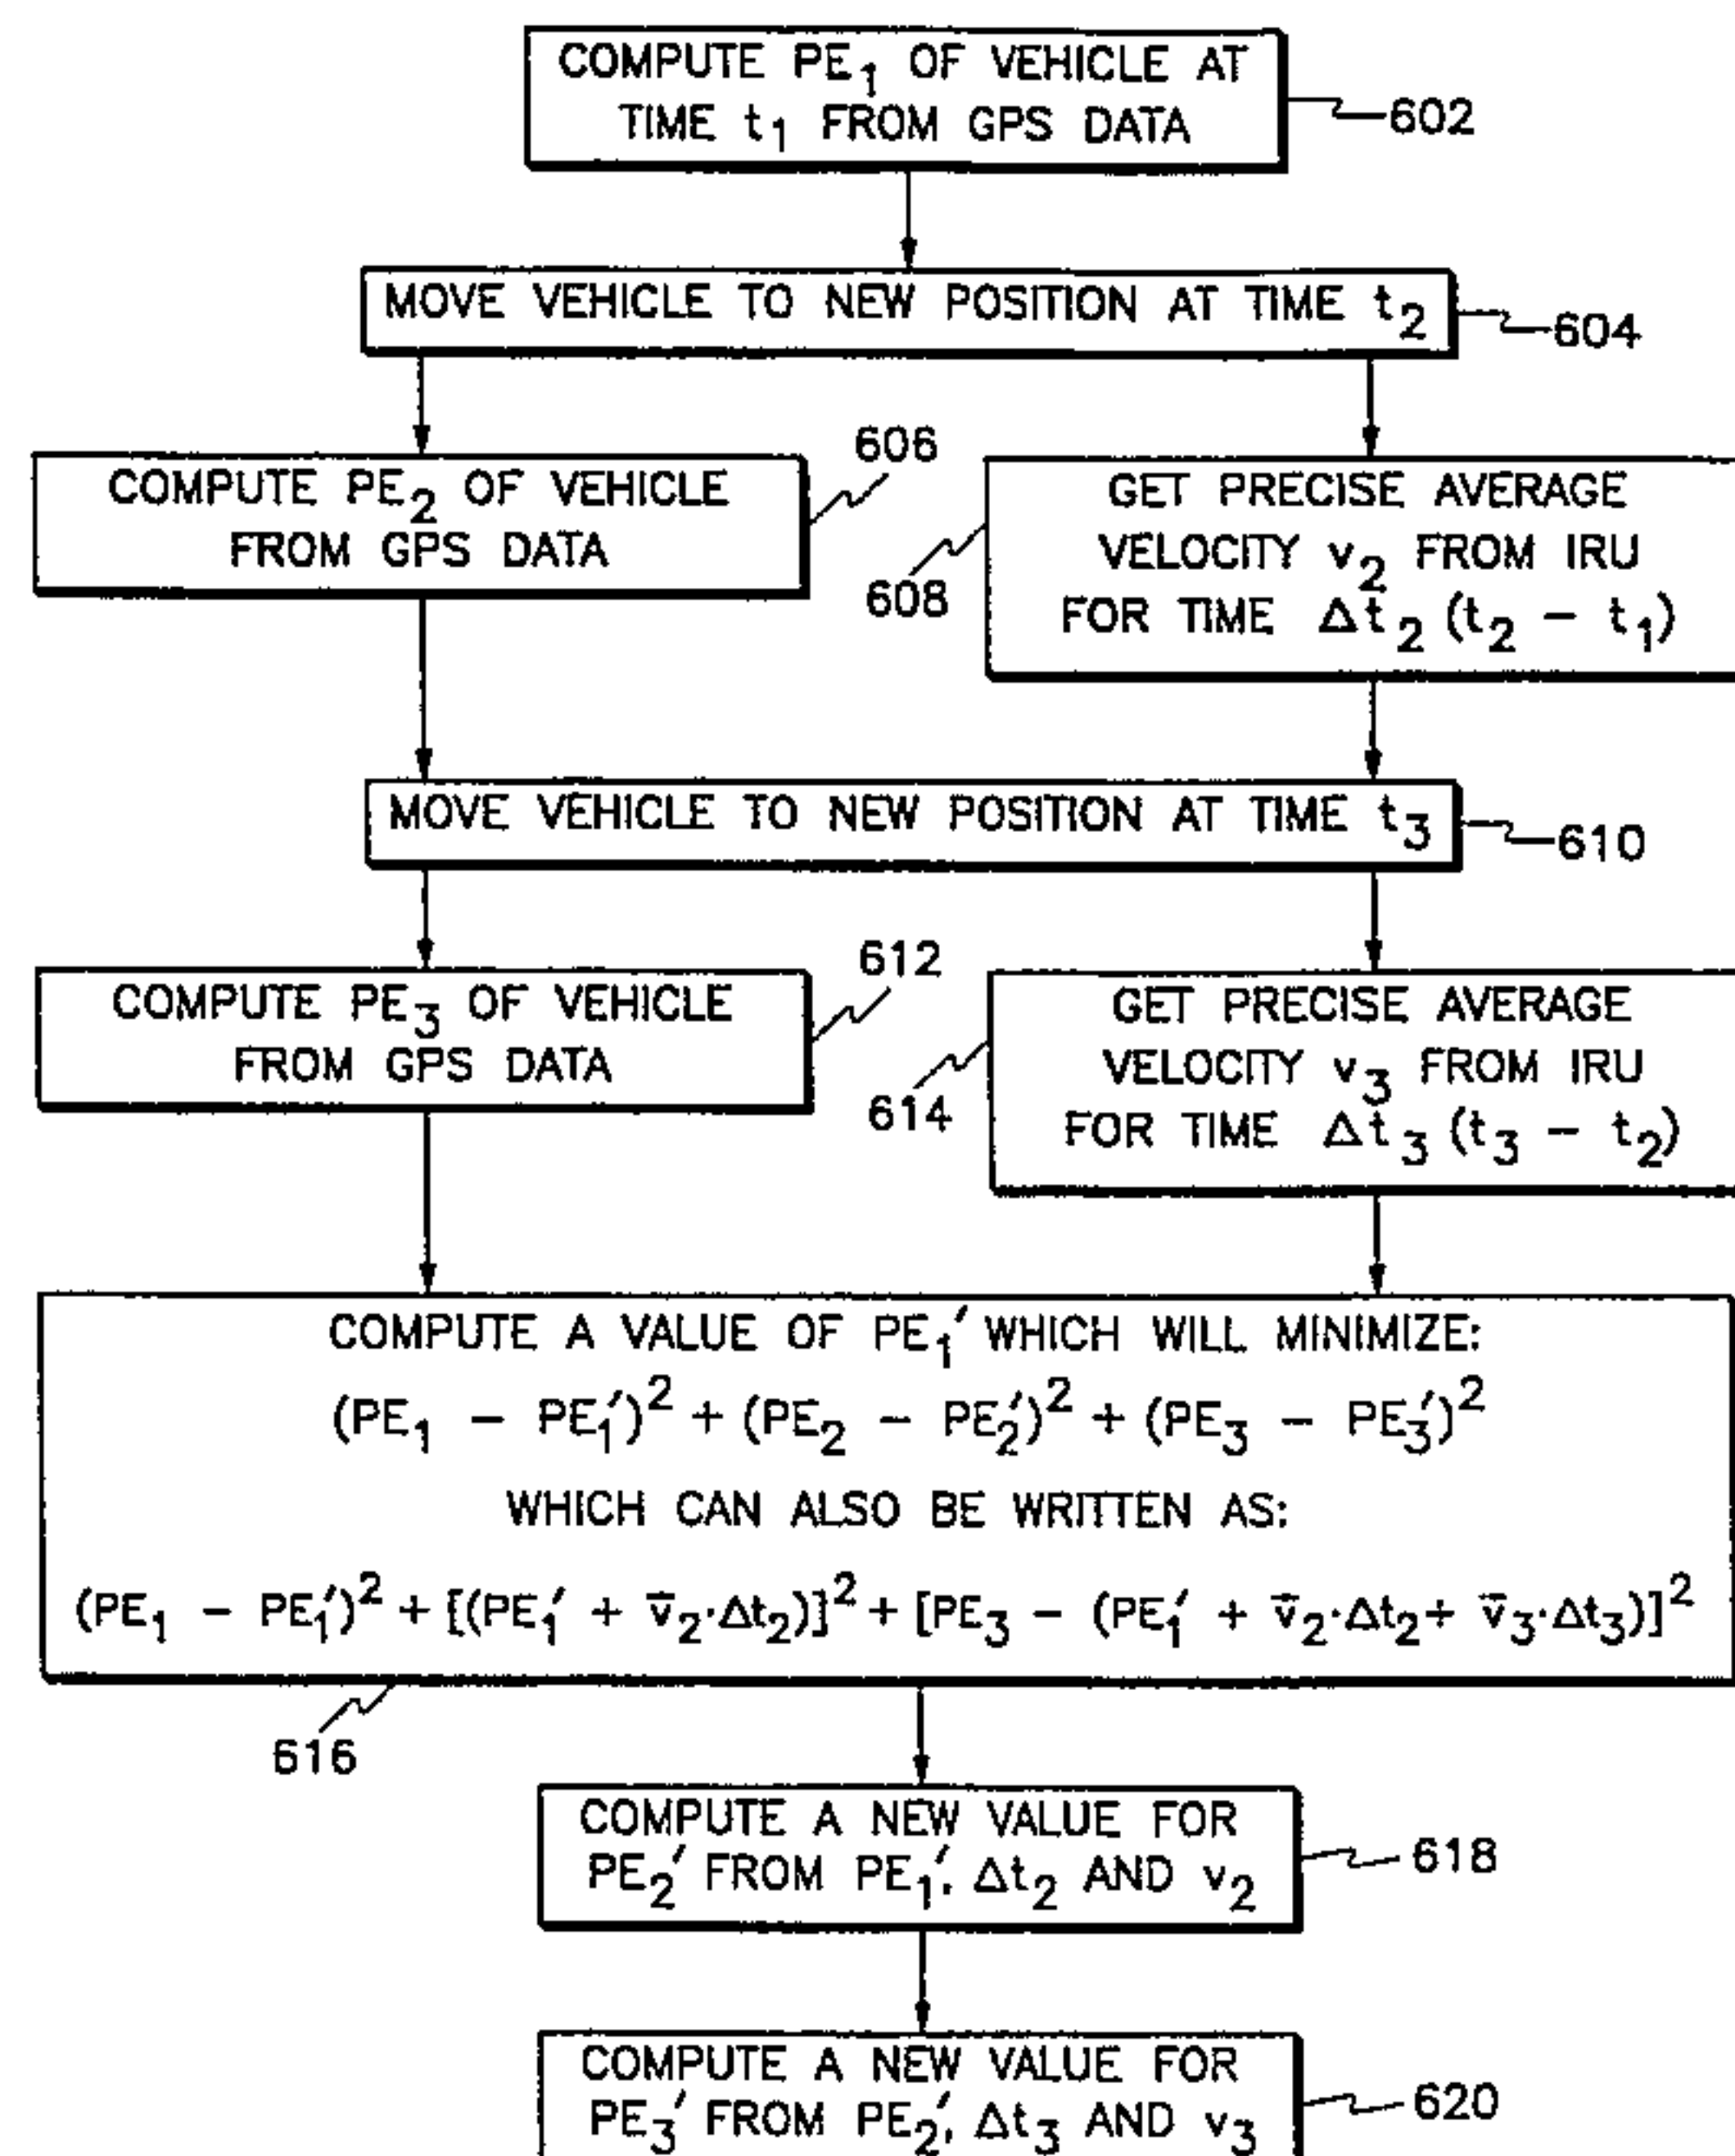 COMPUTE PE₁ OF VEHICLE AT
TIME t₁ FROM GPS DATA
602
MOVE VEHICLE TO NEW POSITION AT TIME t₂
604
606
COMPUTE PE₂ OF VEHICLE
FROM GPS DATA
GET PRECISE AVERAGE
VELOCITY v₂ FROM IRU
FOR TIME Δt₂ (t₂ − t₁)
608
MOVE VEHICLE TO NEW POSITION AT TIME t₃
610
612
COMPUTE PE₃ OF VEHICLE
FROM GPS DATA
GET PRECISE AVERAGE
VELOCITY v₃ FROM IRU
FOR TIME Δt₃ (t₃ − t₂)
614
COMPUTE A VALUE OF PE₁′ WHICH WILL MINIMIZE:
(PE₁ − PE₁′)² + (PE₂ − PE₂′)² + (PE₃ − PE₃′)²
WHICH CAN ALSO BE WRITTEN AS:
(PE₁ − PE₁′)² + [(PE₁′ + v̄₂·Δt₂)]² + [PE₃ − (PE₁′ + v̄₂·Δt₂ + v̄₃·Δt₃)]²
616
COMPUTE A NEW VALUE FOR
PE₂′ FROM PE₁′, Δt₂ AND v₂
618
COMPUTE A NEW VALUE FOR
PE₃′ FROM PE₂′, Δt₃ AND v₃
620